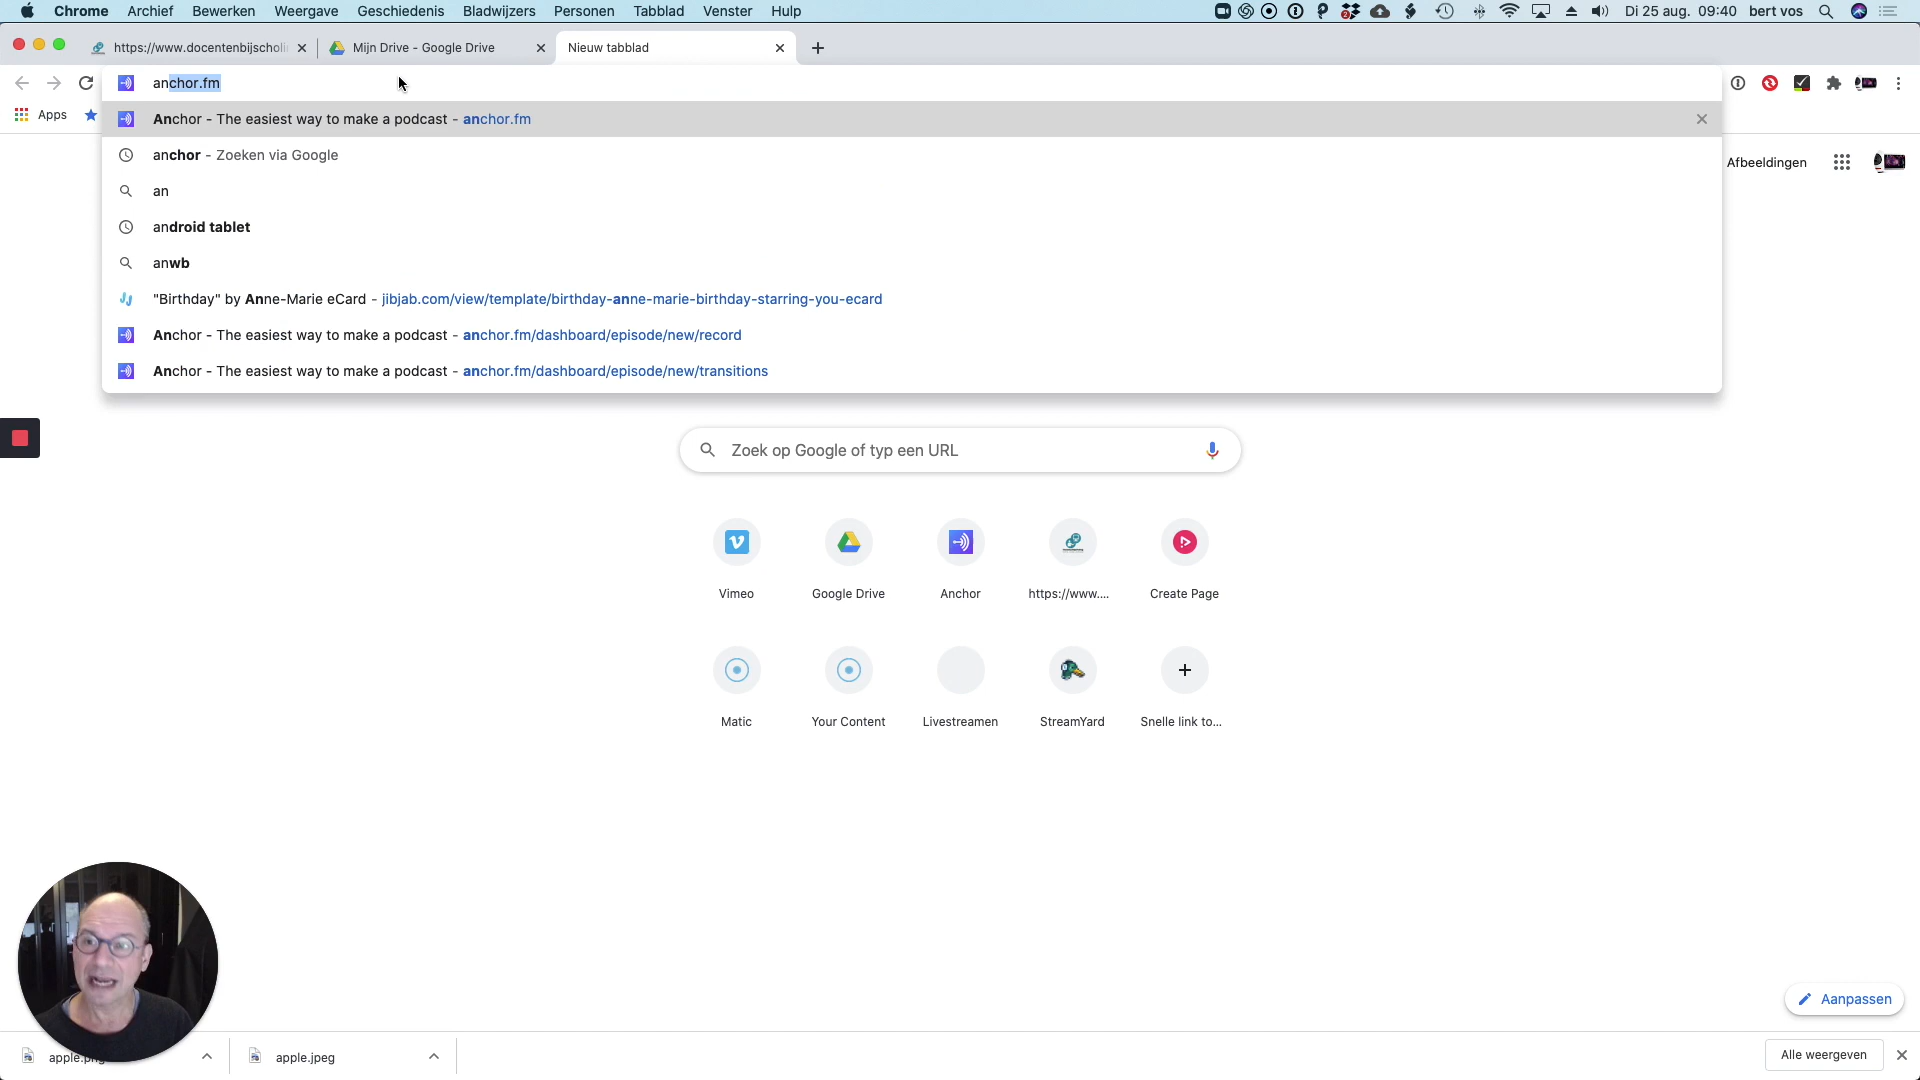 Chrome Archief Bewerken Weergave Geschiedenis Bladwijzers Personen Tabblad Venster Hulp Di 25 aug. 09:40 bert vos
https://www.docentenbijscholi Mijn Drive - Google Drive Nieuw tabblad
anchor.fm
Apps
Anchor - The easiest way to make a podcast - anchor.fm
anchor - Zoeken via Google
Afbeeldingen
an
android tablet
anwb
"Birthday" by Anne-Marie eCard - jibjab.com/view/template/birthday-anne-marie-birthday-starring-you-ecard
Anchor - The easiest way to make a podcast - anchor.fm/dashboard/episode/new/record
Anchor - The easiest way to make a podcast - anchor.fm/dashboard/episode/new/transitions
Zoek op Google of typ een URL
Vimeo Google Drive Anchor https://www.... Create Page
Matic Your Content Livestreamen StreamYard Snelle link to...
Aanpassen
apple.png apple.jpeg Alle weergeven